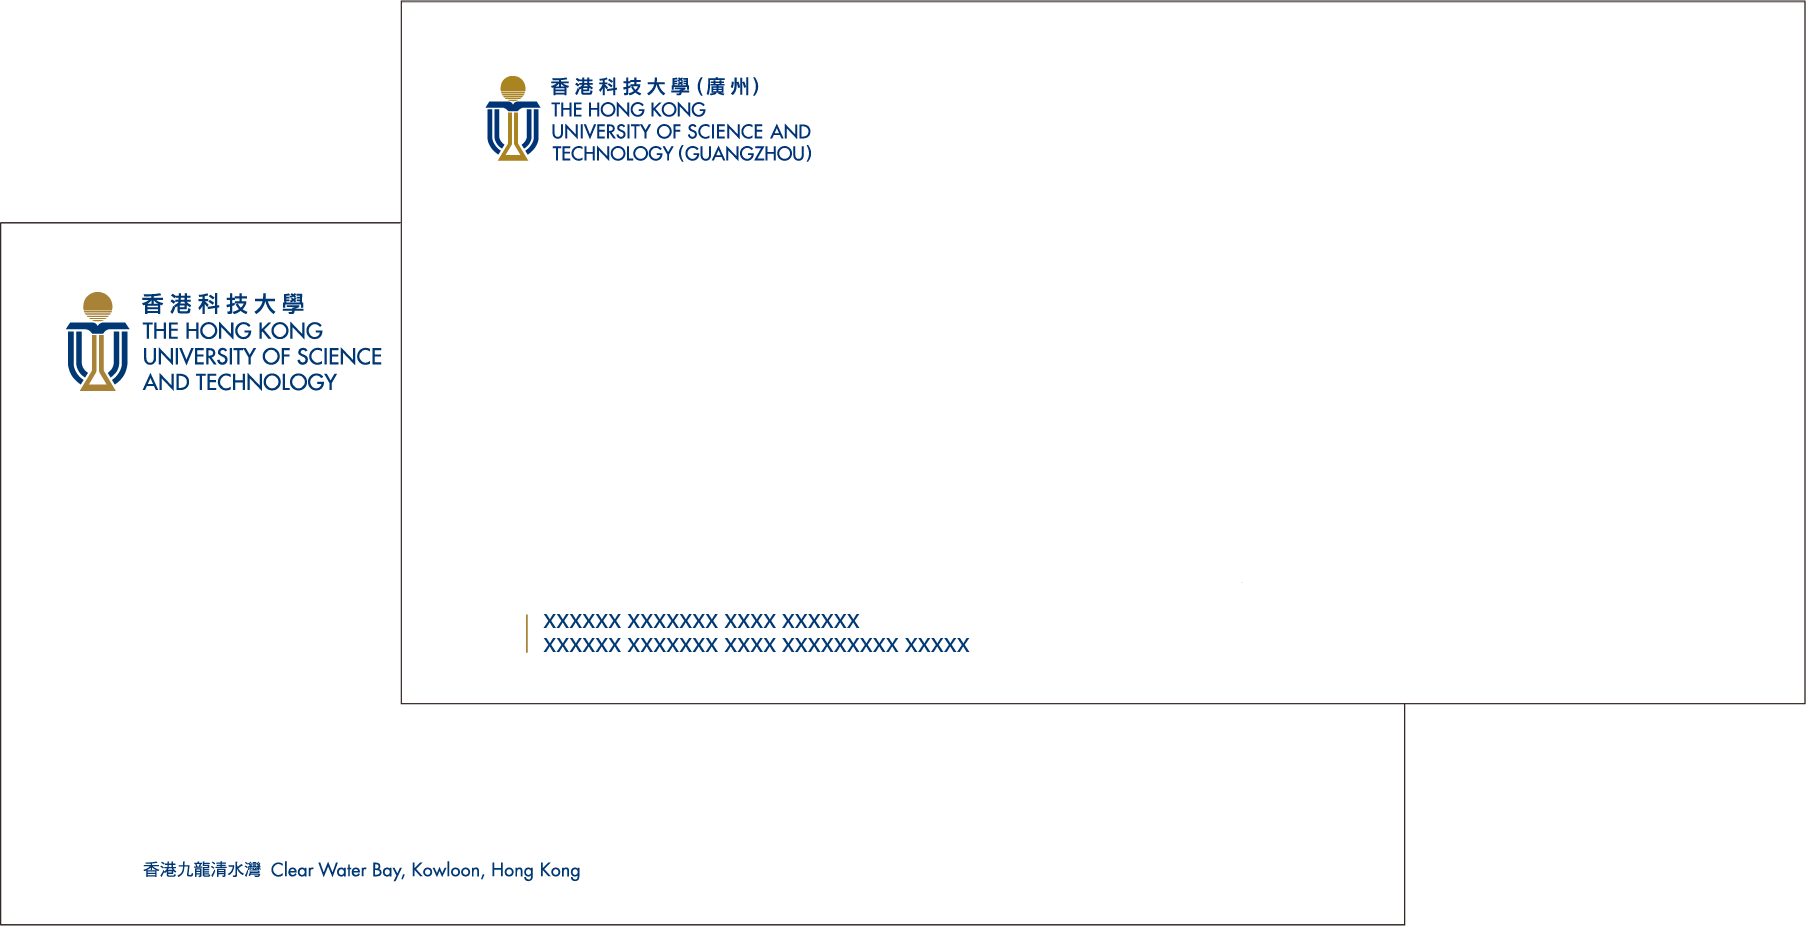 香港科技大學(廣州)
THE HONG KONG
UNIVERSITY OF SCIENCE AND
TECHNOLOGY (GUANGZHOU)
XXXXXX XXXXXXX XXXX XXXXXX
XXXXXX XXXXXXX XXXX XXXXXXXXX XXXXX
香港科技大學
THE HONG KONG
UNIVERSITY OF SCIENCE
AND TECHNOLOGY
香港九龍清水灣 Clear Water Bay, Kowloon, Hong Kong